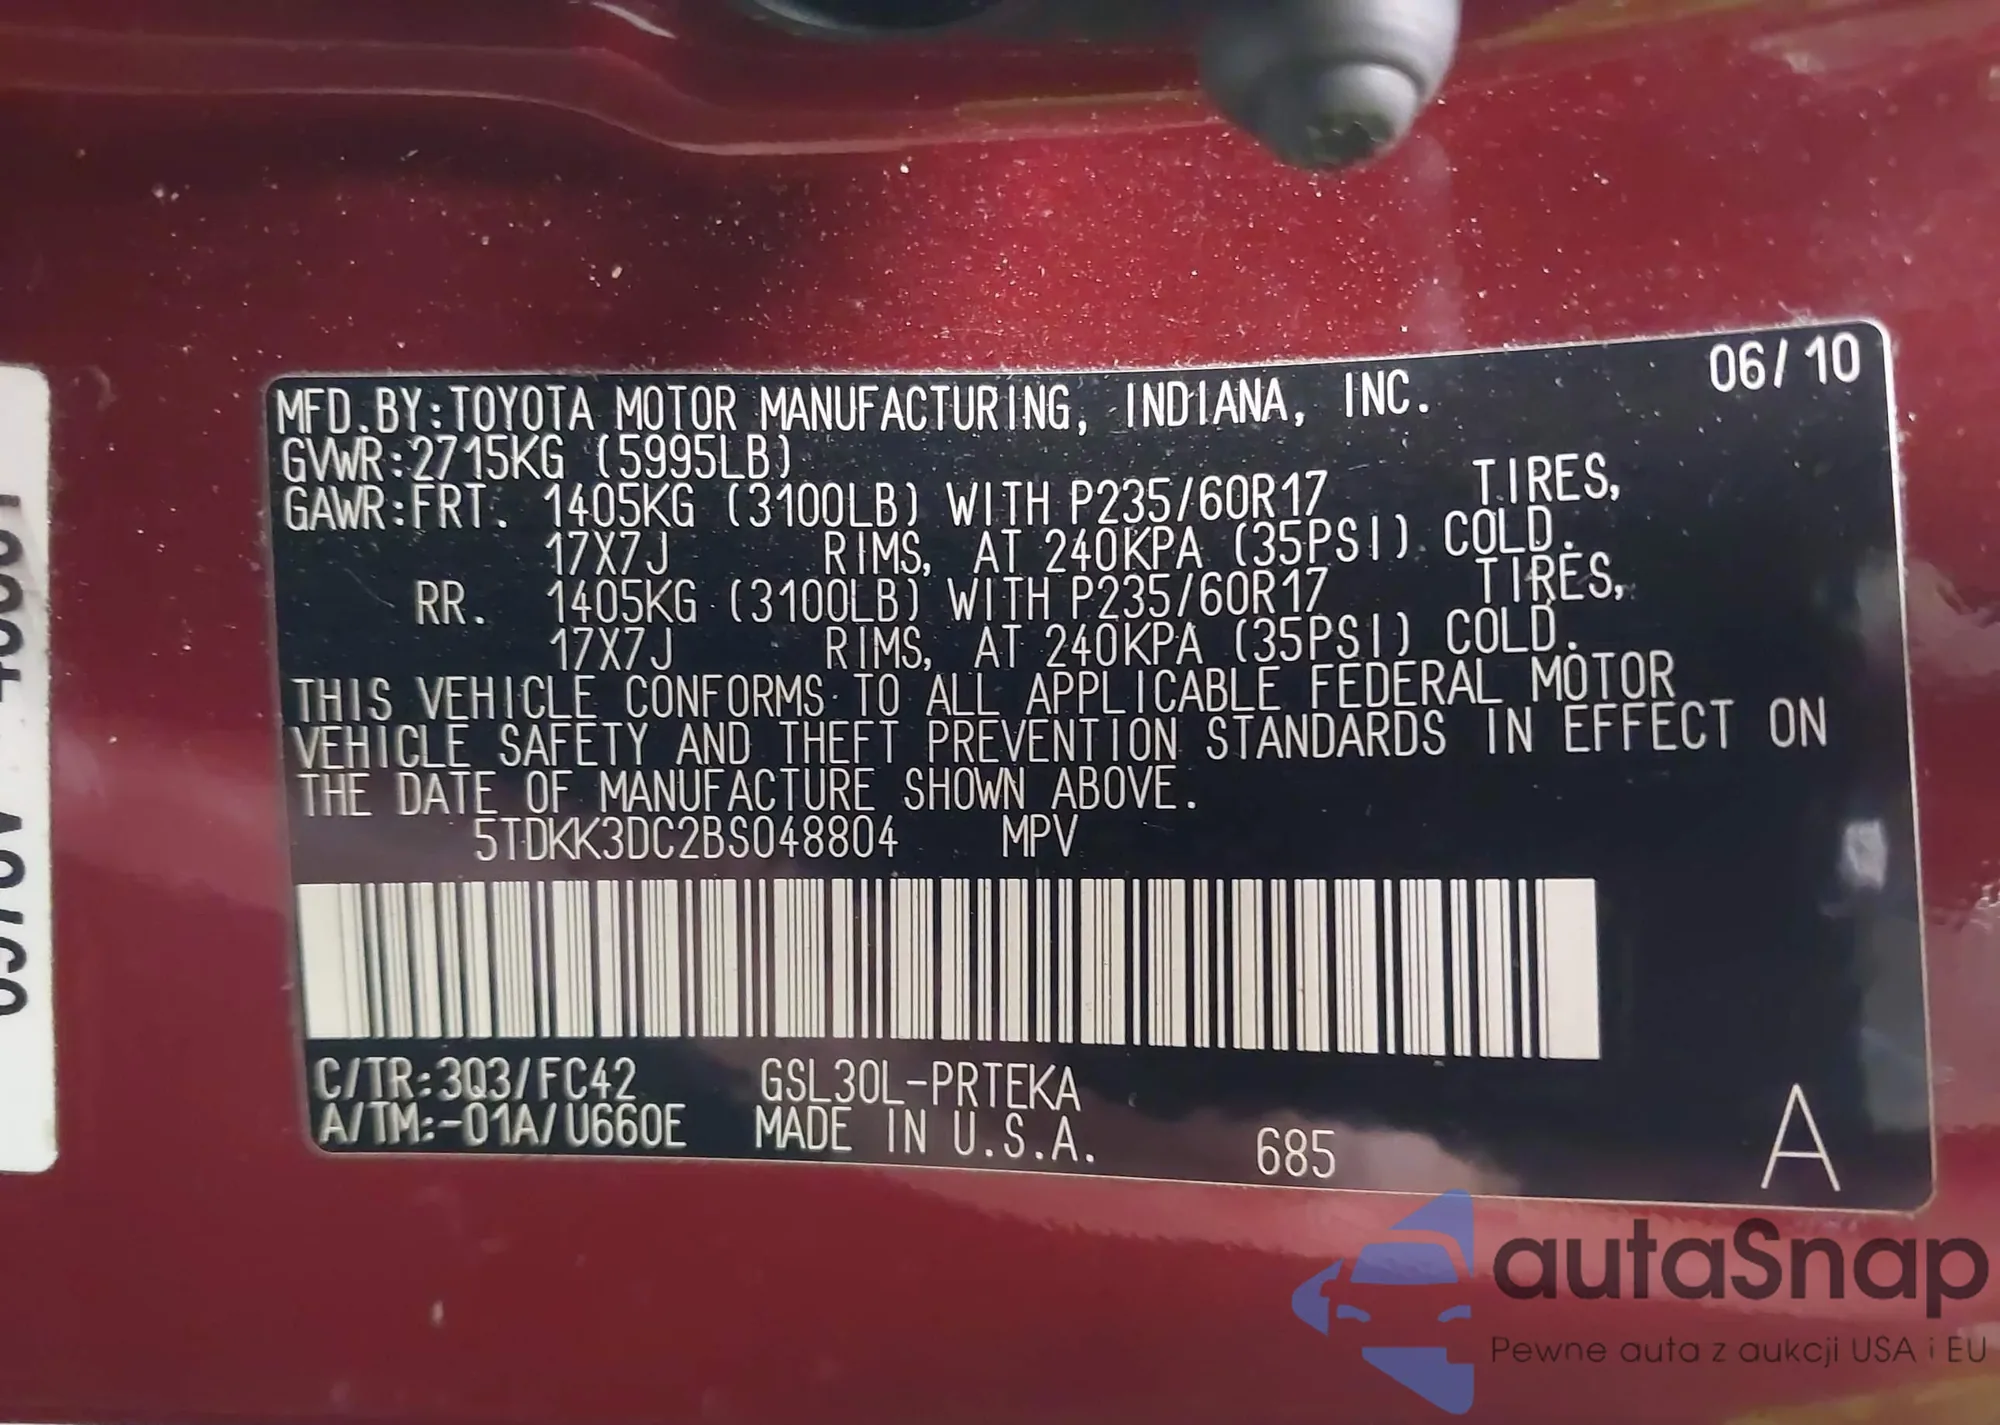 06/10
MFD.BY:TOYOTA MOTOR MANUFACTURING, INDIANA, INC.
GVWR:2715KG (5995LB)
GAWR:FRT. 1405KG (3100LB) WITH P235/60R17 TIRES,
17X7J RIMS, AT 240KPA (35PSI) COLD.
RR. 1405KG (3100LB) WITH P235/60R17 TIRES,
17X7J RIMS, AT 240KPA (35PSI) COLD.
THIS VEHICLE CONFORMS TO ALL APPLICABLE FEDERAL MOTOR
VEHICLE SAFETY AND THEFT PREVENTION STANDARDS IN EFFECT ON
THE DATE OF MANUFACTURE SHOWN ABOVE.
5TDKK3DC2BS048804 MPV
C/TR:3Q3/FC42 GSL30L-PRTEKA
A/TM:-01A/U660E MADE IN U.S.A. 685 A
autaSnap
Pewne auta z aukcji USA i EU